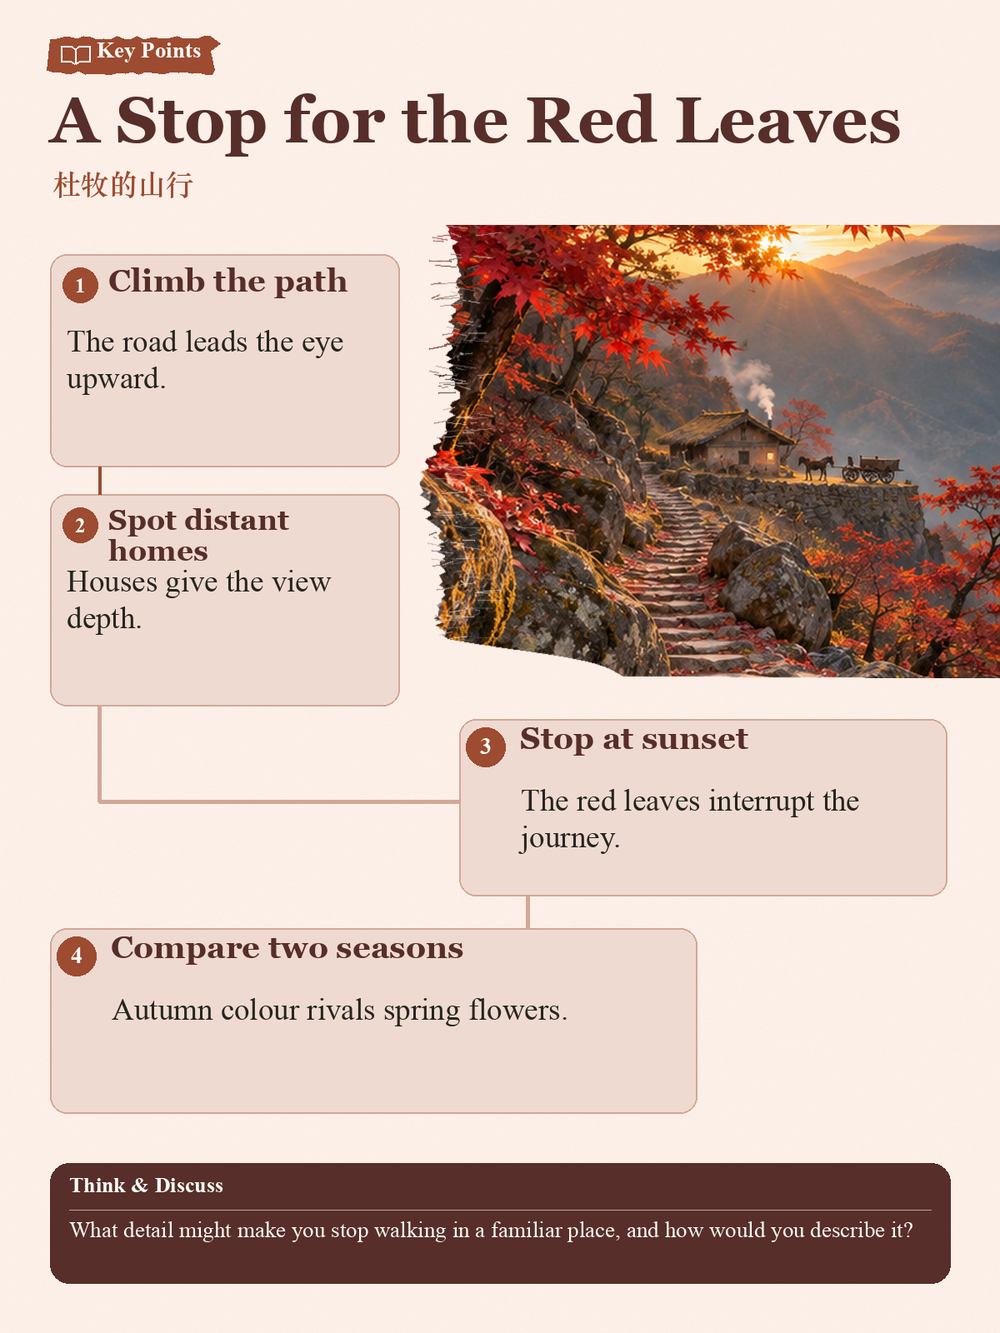 Key Points
A Stop for the Red Leaves
杜牧的山行
1 Climb the path
The road leads the eye
upward.
2 Spot distant
homes
Houses give the view
depth.
3 Stop at sunset
The red leaves interrupt the
journey.
4 Compare two seasons
Autumn colour rivals spring flowers.
Think & Discuss
What detail might make you stop walking in a familiar place, and how would you describe it?